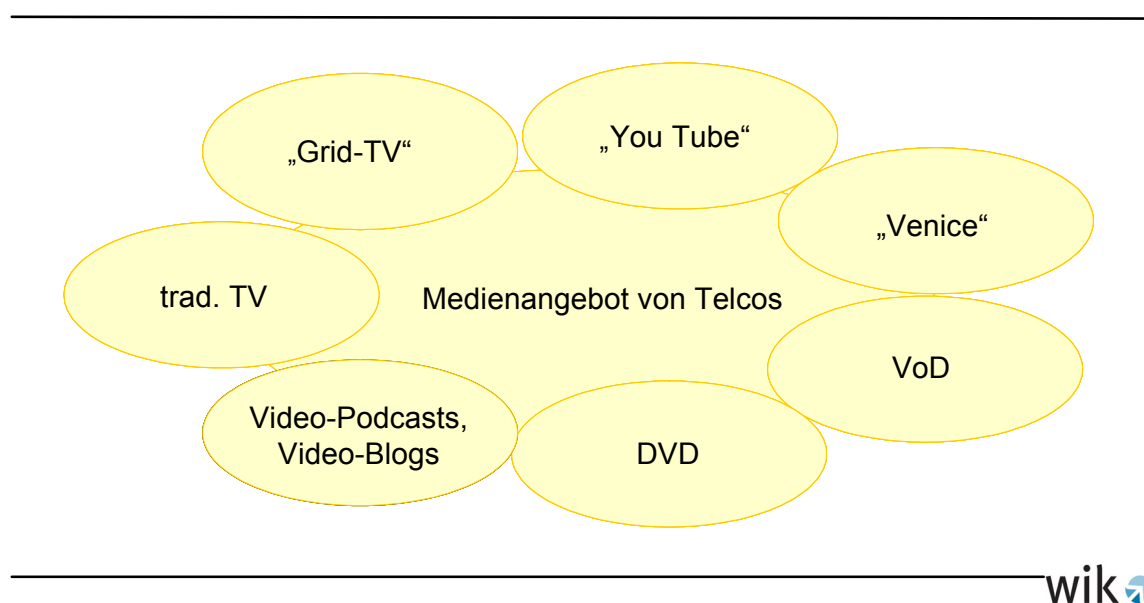 „Grid-TV“
„You Tube“
„Venice“
trad. TV
Medienangebot von Telcos
VoD
Video-Podcasts,
Video-Blogs
DVD
wik